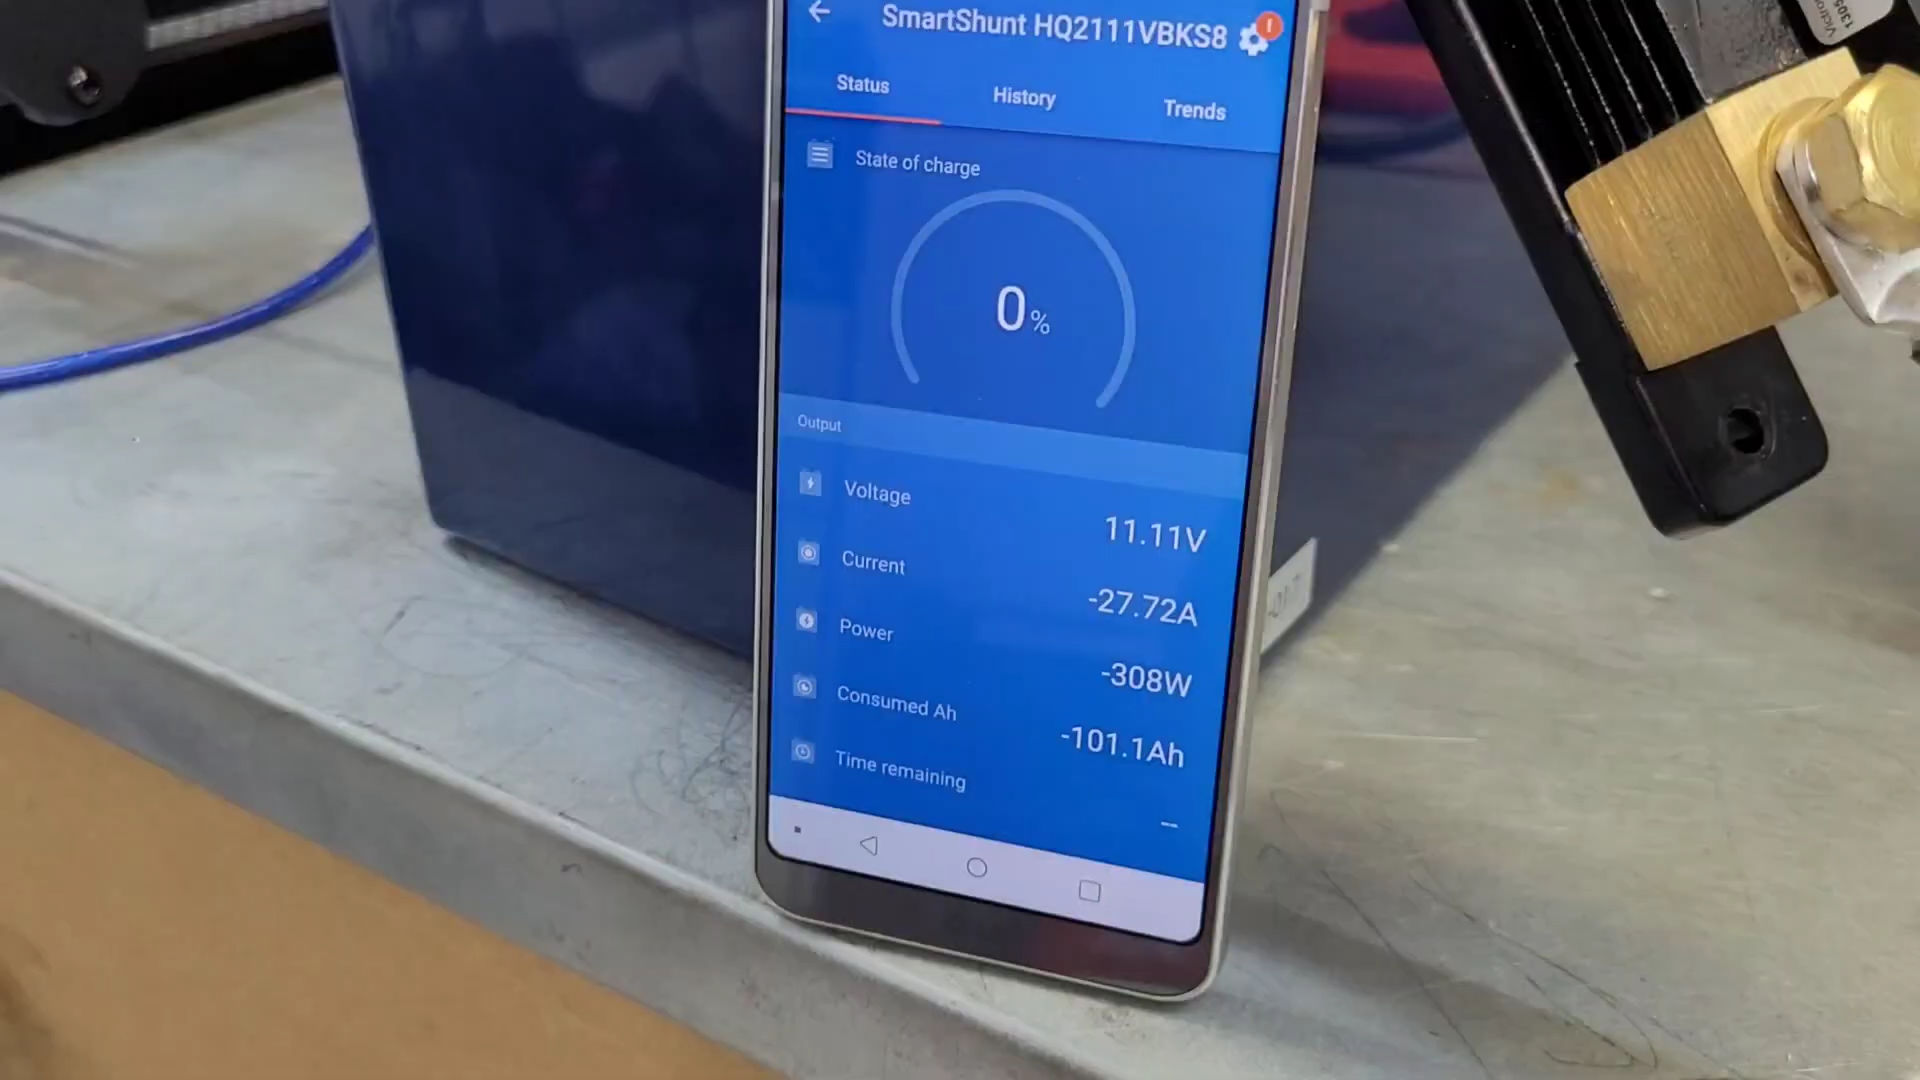 SmartShunt HQ2111VBKS8
Status
History
Trends
State of charge
0%
Output
Voltage
11.11V
Current
-27.72A
Power
-308W
Consumed Ah
-101.1Ah
Time remaining
--